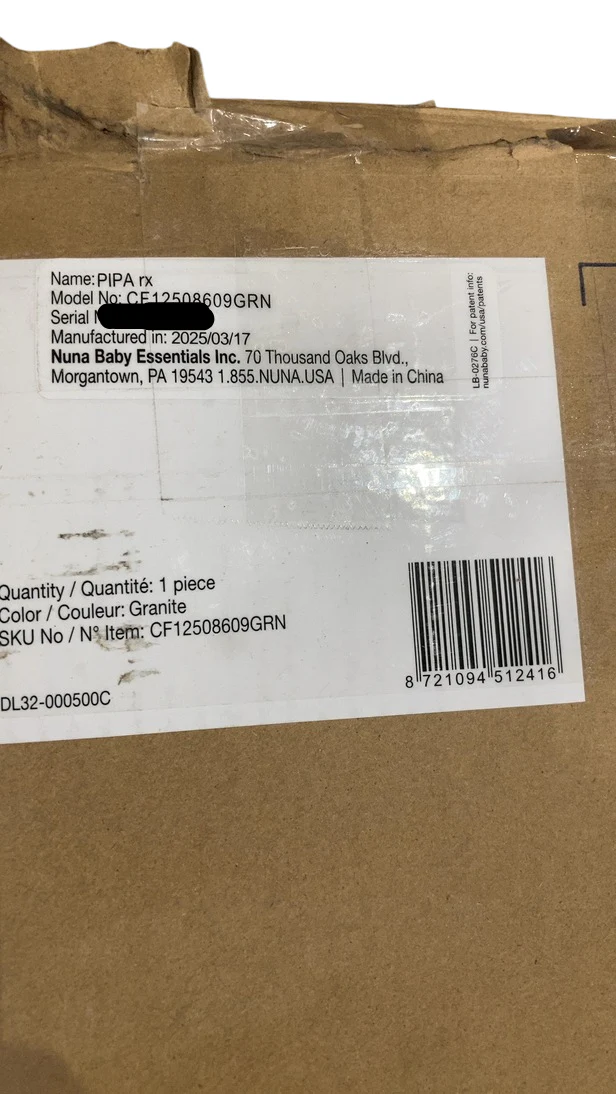 Name: PIPA rx
Model No: CF12508609GRN
Serial
Manufactured in: 2025/03/17
Nuna Baby Essentials Inc. 70 Thousand Oaks Blvd.,
Morgantown, PA 19543 1.855.NUNA.USA | Made in China
LB-0276C | For patent info:
nunababy.com/usa/patents
Quantity / Quantité: 1 piece
Color / Couleur: Granite
SKU No / N° Item: CF12508609GRN
DL32-000500C
8 721094 512416